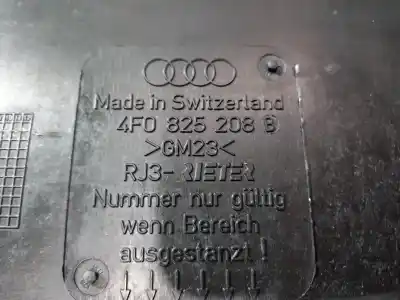 Made in Switzerland
4F0 825 208 B
>GM23<
RJ3-RIETER
Nummer nur gültig
wenn Bereich
ausgestanzt !